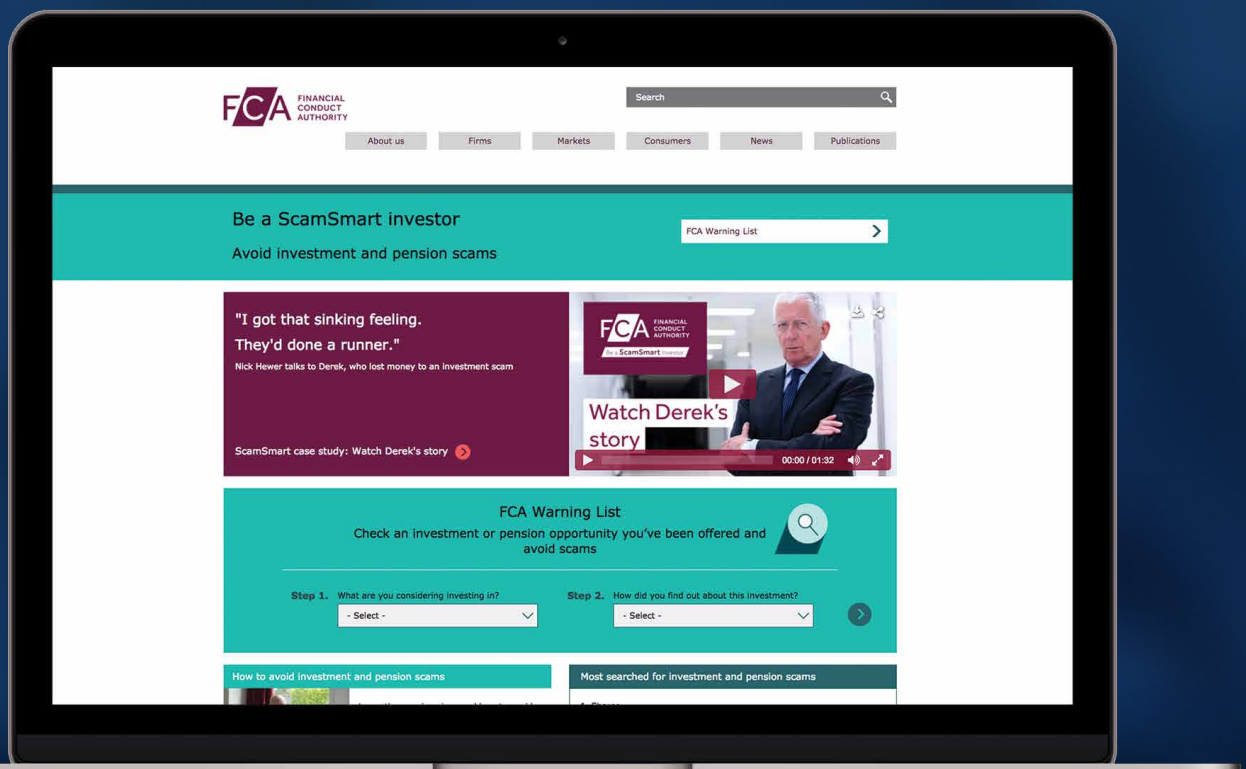 FCA
FINANCIAL
CONDUCT
AUTHORITY
Search
About us
Firms
Markets
Consumers
News
Publications
Be a ScamSmart investor
Avoid investment and pension scams
FCA Warning List
"I got that sinking feeling.
They'd done a runner."
Nick Hewer talks to Derek, who lost money to an investment scam
ScamSmart case study: Watch Derek's story
FCA
FINANCIAL
CONDUCT
AUTHORITY
Be a ScamSmart investor
Watch Derek's
story
00:00 / 01:32
FCA Warning List
Check an investment or pension opportunity you've been offered and
avoid scams
Step 1. What are you considering investing in?
- Select -
Step 2. How did you find out about this investment?
- Select -
How to avoid investment and pension scams
Most searched for investment and pension scams